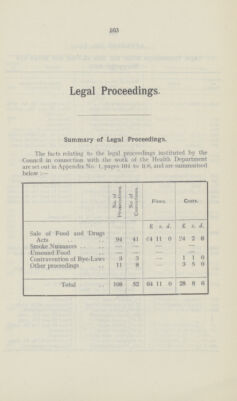 103
Legal Proceedings.
Summary of Legal Proceedings.
The facts relating to the legal proceedings instituted by the
Council in connection with the work of the Health Department
are set out in Appendix No. 1, pages 104 to 108, and are summarised
below :—
No. of Prosecutions. No. of Convictions. Fines. Costs.
£ s. d. £ s. d.
Sale of Food and Drugs
Acts .. .. 94 41 64 11 0 24 2 6
Smoke Nuisances .. .. — — — —
Unsound Food .. .. — — — —
Contravention of Bye-Laws 3 3 — 1 1 0
Other proceedings .. .. 11 8 — 3 5 0
Total .. 108 52 64 11 0 28 8 6